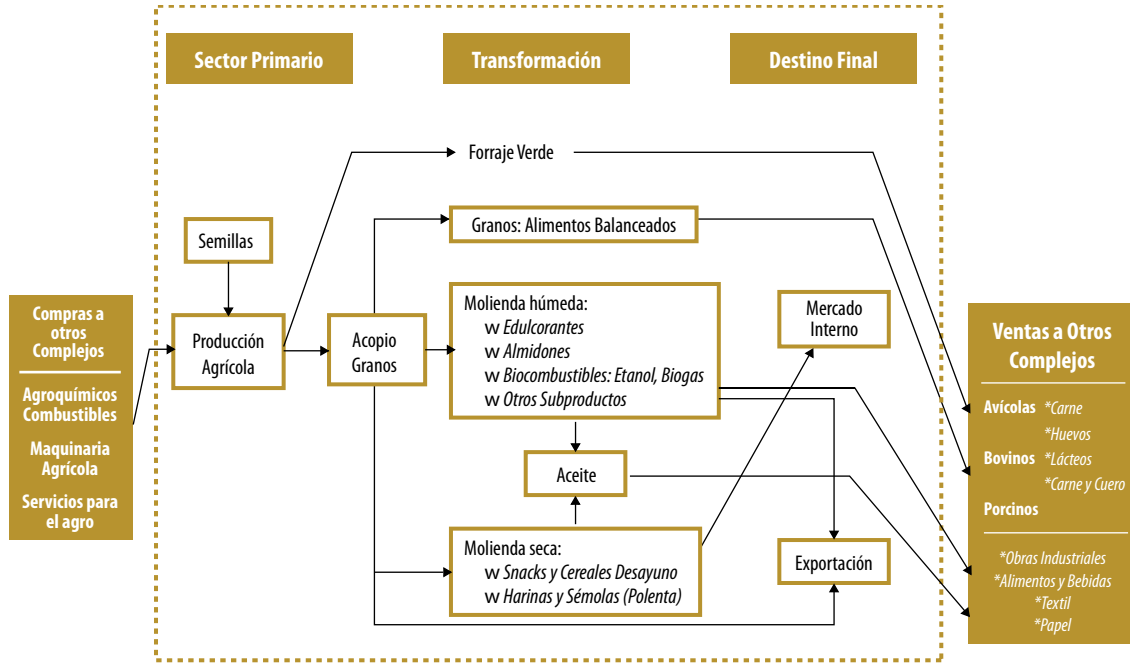 Sector Primario
Transformación
Destino Final
Forraje Verde
Granos: Alimentos Balanceados
Semillas
Producción
Agrícola
Acopio
Granos
Molienda húmeda:
w Edulcorantes
w Almidones
w Biocombustibles: Etanol, Biogas
w Otros Subproductos
Aceite
Molienda seca:
w Snacks y Cereales Desayuno
w Harinas y Sémolas (Polenta)
Mercado
Interno
Exportación
Compras a
otros
Complejos
Agroquímicos
Combustibles
Maquinaria
Agrícola
Servicios para
el agro
Ventas a Otros
Complejos
Avícolas *Carne
*Huevos
Bovinos *Lácteos
*Carne y Cuero
Porcinos
*Obras Industriales
*Alimentos y Bebidas
*Textil
*Papel